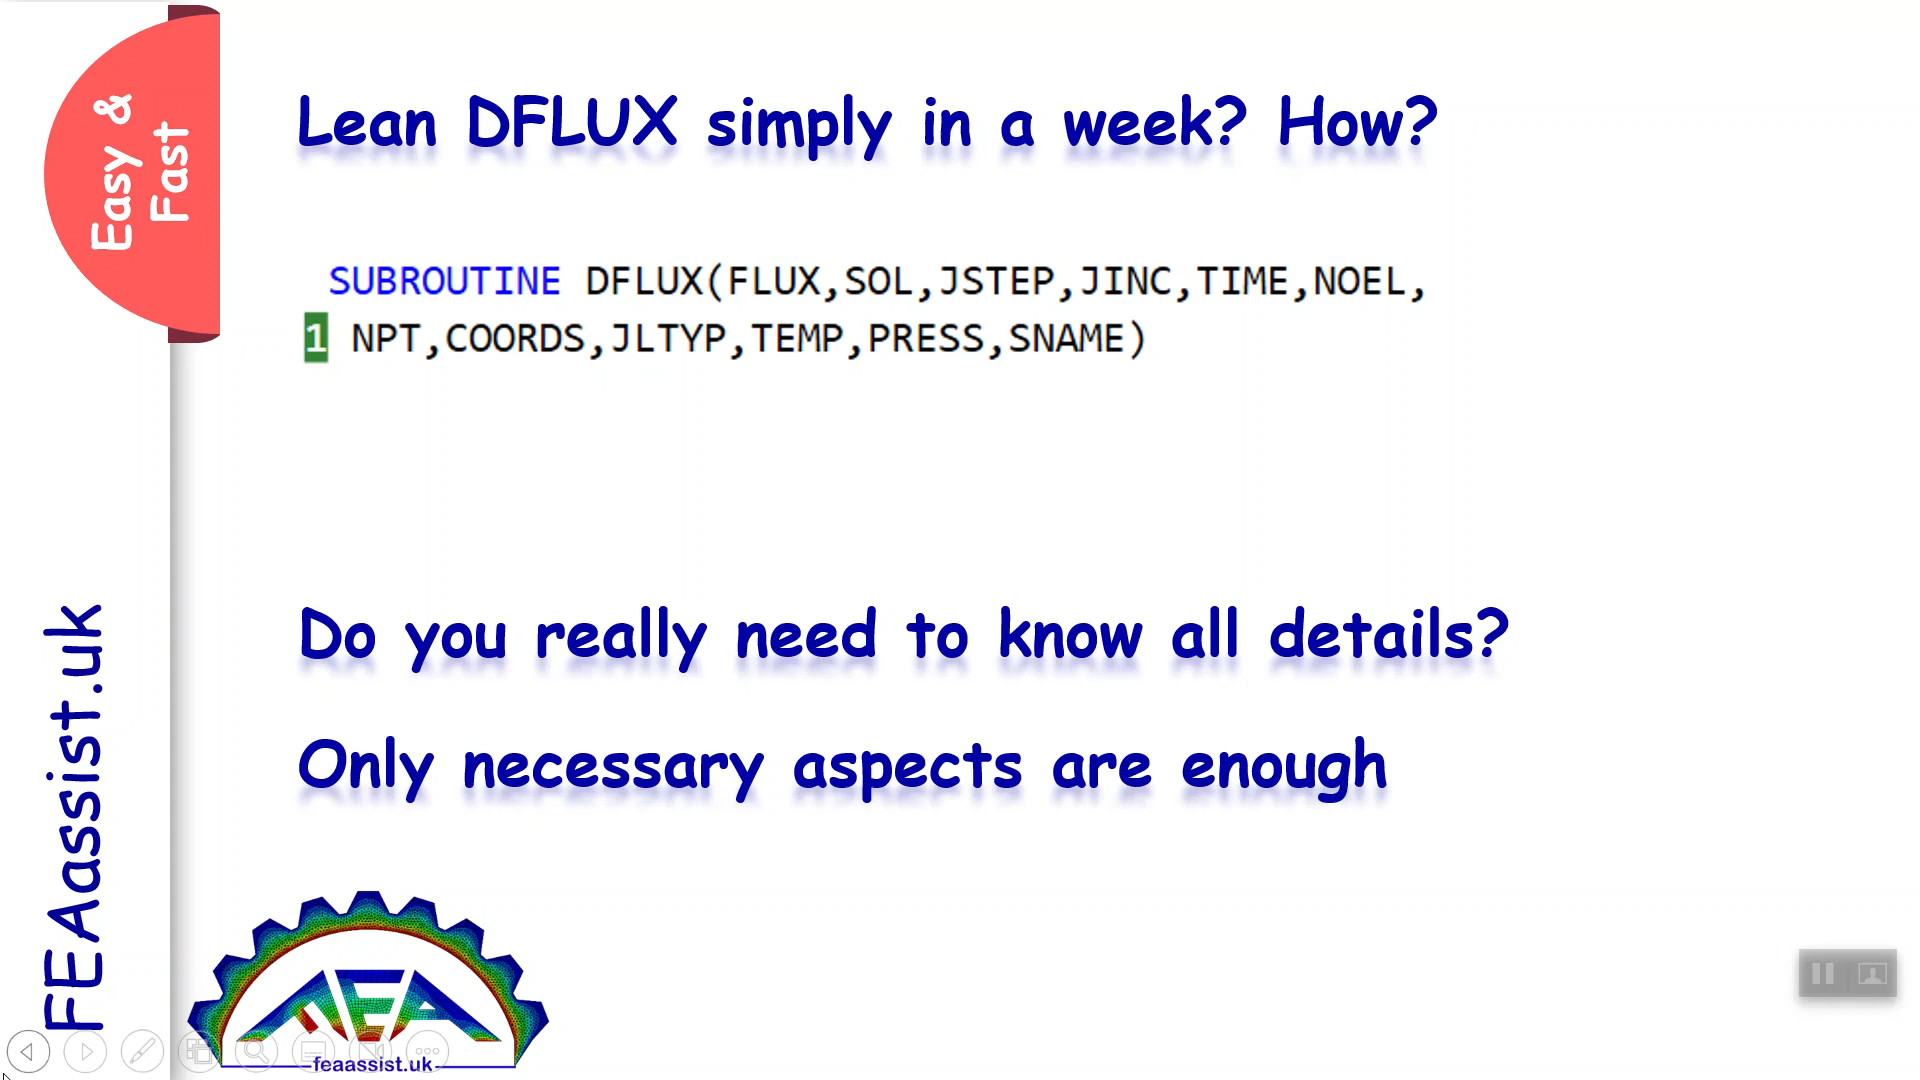 Easy &
Fast
Lean DFLUX simply in a week? How?
SUBROUTINE DFLUX(FLUX,SOL,JSTEP,JINC,TIME,NOEL,
1 NPT,COORDS,JLTYP,TEMP,PRESS,SNAME)
Do you really need to know all details?
Only necessary aspects are enough
FEAassist.uk
FEA
feaassist.uk